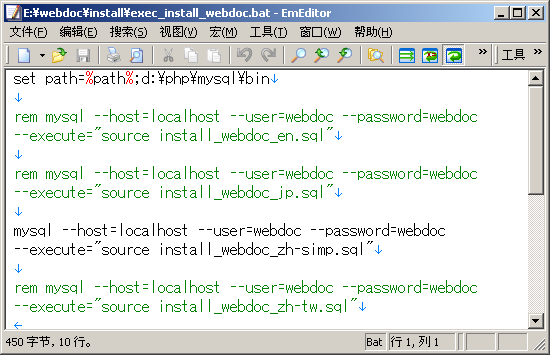 E:¥webdoc¥install¥exec_install_webdoc.bat - EmEditor
文件(F) 编辑(E) 搜索(S) 视图(V) 宏(M) 工具(T) 窗口(W) 帮助(H)
» 工具 »
set path=%path%;d:¥php¥mysql¥bin↓
↓
rem mysql --host=localhost --user=webdoc --password=webdoc
--execute="source install_webdoc_en.sql"↓
↓
rem mysql --host=localhost --user=webdoc --password=webdoc
--execute="source install_webdoc_jp.sql"↓
↓
mysql --host=localhost --user=webdoc --password=webdoc
--execute="source install_webdoc_zh-simp.sql"↓
↓
rem mysql --host=localhost --user=webdoc --password=webdoc
--execute="source install_webdoc_zh-tw.sql"↓
←
450 字节, 10 行。 Bat 行 1, 列 1